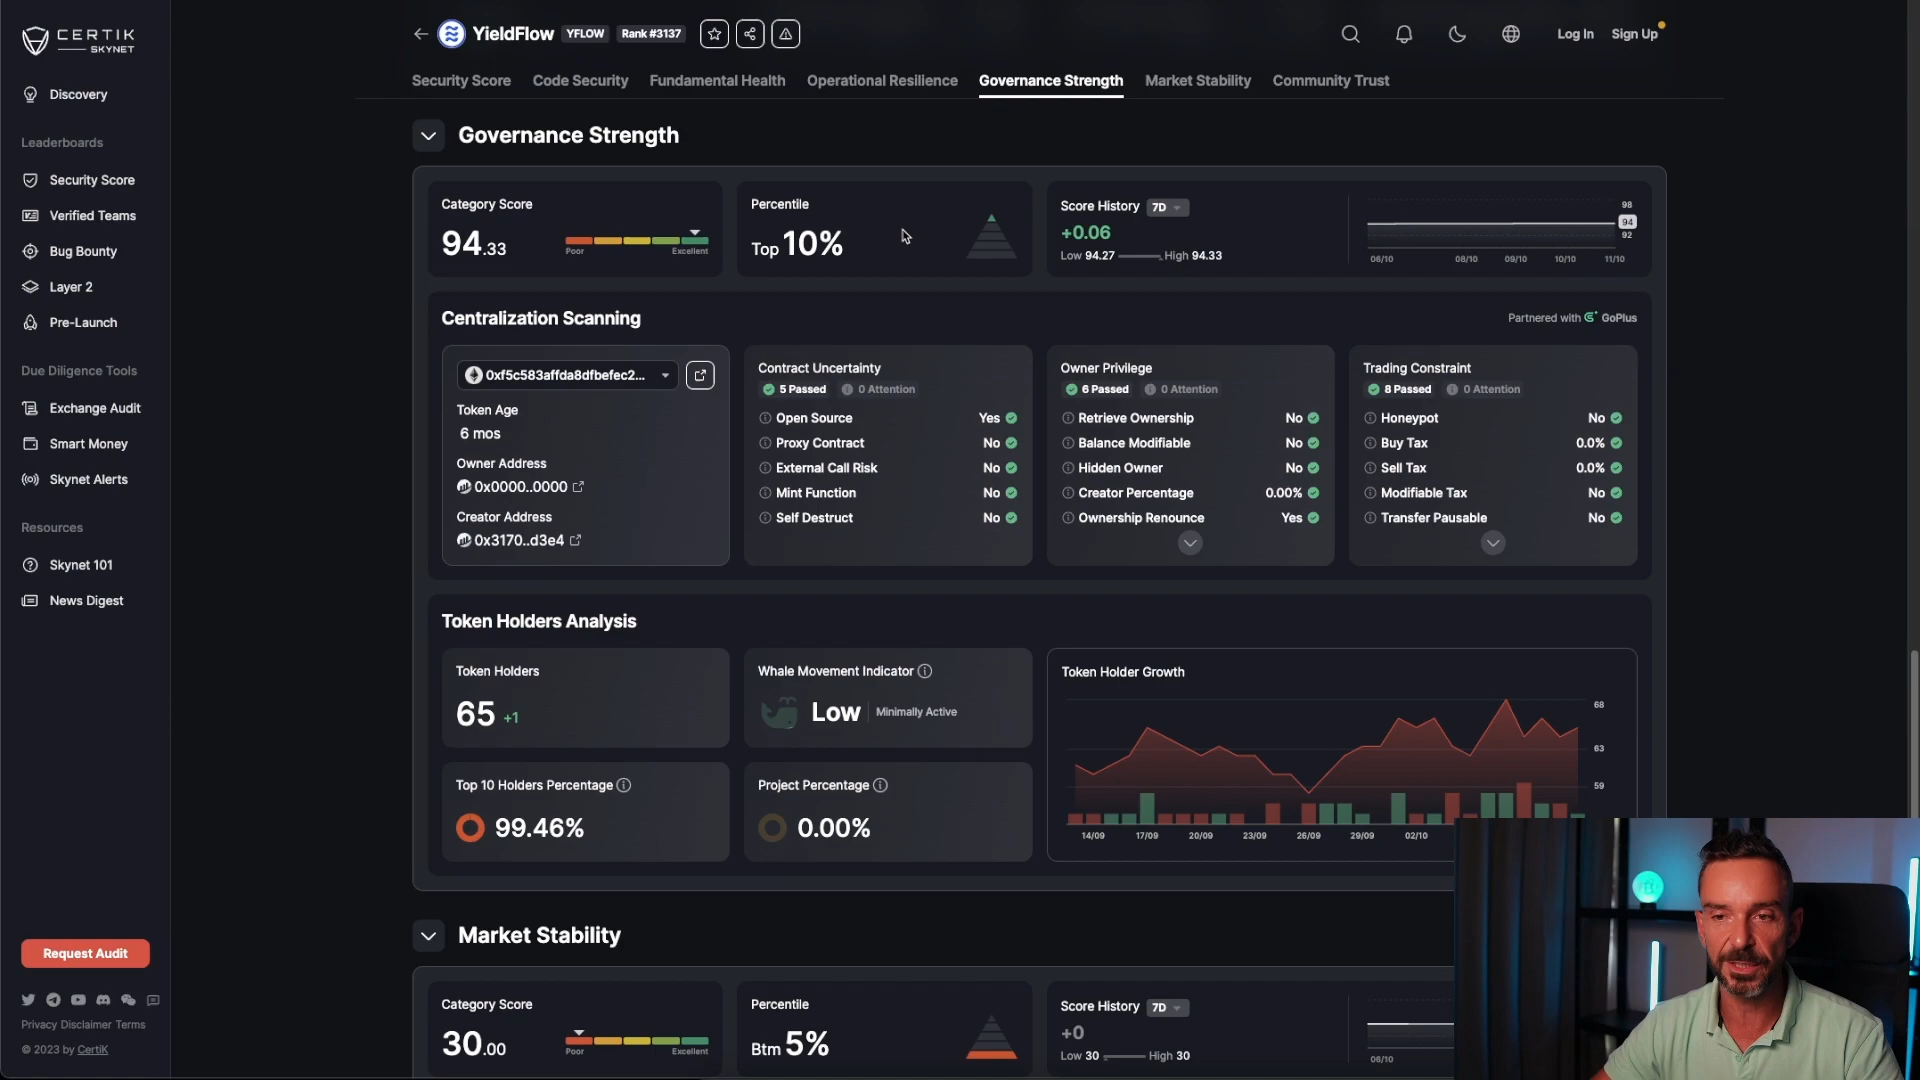 CERTIK
SKYNET
Discovery
Leaderboards
Security Score
Verified Teams
Bug Bounty
Layer 2
Pre-Launch
Due Diligence Tools
Exchange Audit
Smart Money
Skynet Alerts
Resources
Skynet 101
News Digest
Request Audit
Privacy Disclaimer Terms
© 2023 by CertiK
YieldFlow YFLOW Rank #3137
Log In Sign Up
Security Score Code Security Fundamental Health Operational Resilience Governance Strength Market Stability Community Trust
Governance Strength
Category Score
94.33
Poor Excellent
Percentile
Top 10%
Score History 7D
+0.06
Low 94.27 High 94.33
98
94
92
06/10 08/10 09/10 10/10 11/10
Centralization Scanning
Partnered with GoPlus
0xf5c583affda8dfbefec2...
Token Age
6 mos
Owner Address
0x0000..0000
Creator Address
0x3170..d3e4
Contract Uncertainty
5 Passed 0 Attention
Open Source Yes
Proxy Contract No
External Call Risk No
Mint Function No
Self Destruct No
Owner Privilege
6 Passed 0 Attention
Retrieve Ownership No
Balance Modifiable No
Hidden Owner No
Creator Percentage 0.00%
Ownership Renounce Yes
Trading Constraint
8 Passed 0 Attention
Honeypot No
Buy Tax 0.0%
Sell Tax 0.0%
Modifiable Tax No
Transfer Pausable No
Token Holders Analysis
Token Holders
65 +1
Whale Movement Indicator
Low Minimally Active
Top 10 Holders Percentage
99.46%
Project Percentage
0.00%
Token Holder Growth
68
63
59
14/09 17/09 20/09 23/09 26/09 29/09 02/10
Market Stability
Category Score
30.00
Poor Excellent
Percentile
Btm 5%
Score History 7D
+0
Low 30 High 30
06/10